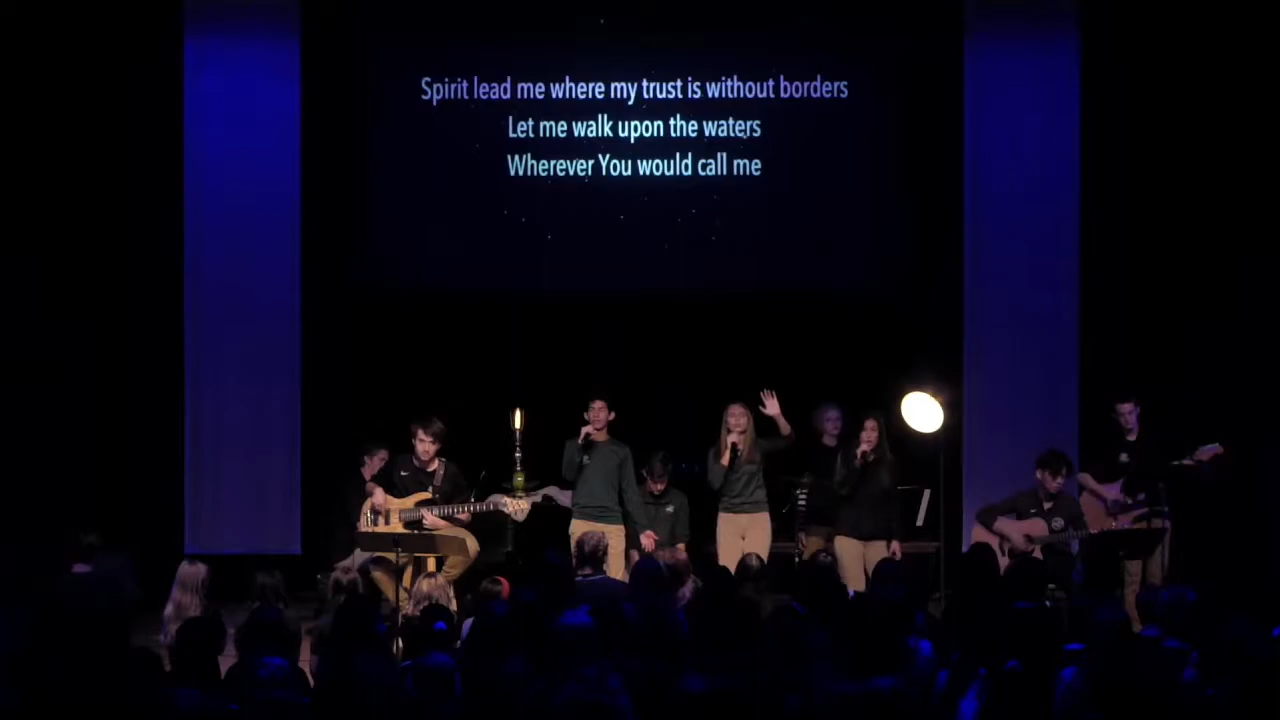 Spirit lead me where my trust is without borders
Let me walk upon the waters
Wherever You would call me